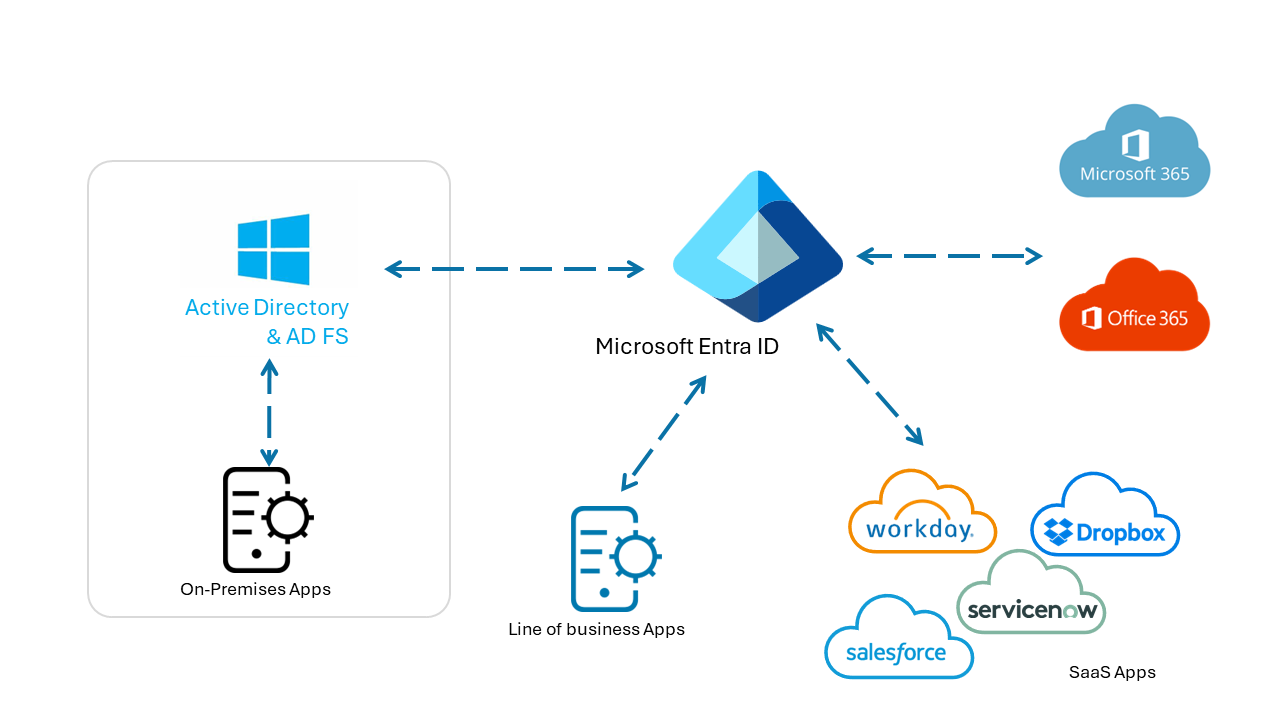 Microsoft 365
Active Directory
& AD FS
Office 365
Microsoft Entra ID
workday.
Dropbox
On-Premises Apps
servicenow
Line of business Apps
salesforce
SaaS Apps